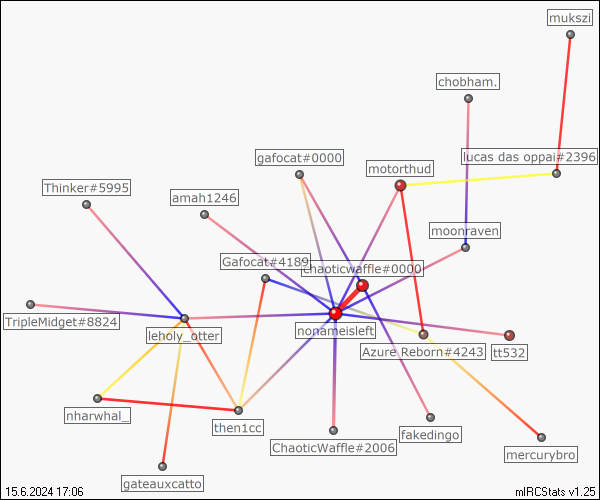 mukszi
chobham.
gafocat#0000
lucas das oppai#2396
motorthud
Thinker#5995
amah1246
moonraven
Gafocat#4189
chaoticwaffle#0000
TripleMidget#8824
leholy_otter
nonameisleft
Azure Reborn#4243
tt532
nharwhal_
then1cc
ChaoticWaffle#2006
fakedingo
mercurybro
gateauxcatto
15.6.2024 17:06
mIRCStats v1.25